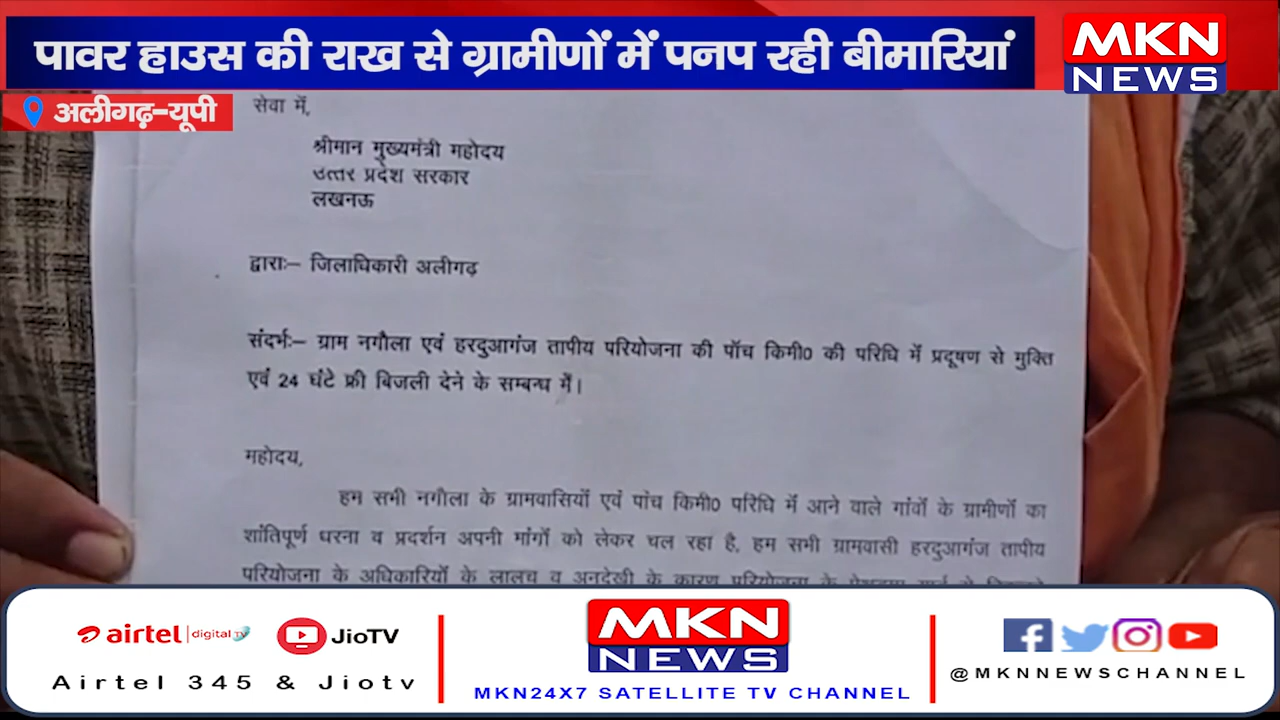 पावर हाउस की राख से ग्रामीणों में पनप रही बीमारियां
MKN
NEWS
अलीगढ़-यूपी
सेवा में,
श्रीमान मुख्यमंत्री महोदय
उत्तर प्रदेश सरकार
लखनऊ
द्वाराः– जिलाधिकारी अलीगढ़
संदर्भः– ग्राम नगौला एवं हरदुआगंज तापीय परियोजना की पॉच किमी० की परिधि में प्रदूषण से मुक्ति
एवं 24 घंटे फ्री बिजली देने के सम्बन्ध में।
महोदय,
हम सभी नगौला के ग्रामवासियों एवं पांच किमी० परिधि में आने वाले गांवों के ग्रामीणों का
शांतिपूर्ण धरना व प्रदर्शन अपनी मांगों को लेकर चल रहा है, हम सभी ग्रामवासी हरदुआगंज तापीय
परियोजना के अधिकारियों के लालच व अनदेखी के कारण परियोजना के
airtel digital TV
JioTV
Airtel 345 & Jiotv
MKN
NEWS
MKN24X7 SATELLITE TV CHANNEL
@MKNNEWSCHANNEL